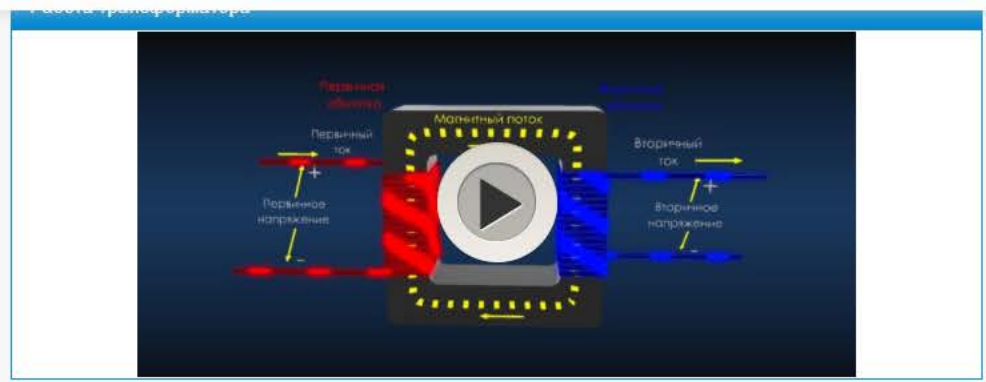 Работа трансформатора
Первичная
обмотка
Магнитный поток
Первичный
ток
Вторичный
ток
+
+
Первичное
напряжение
Вторичное
напряжение
-
-